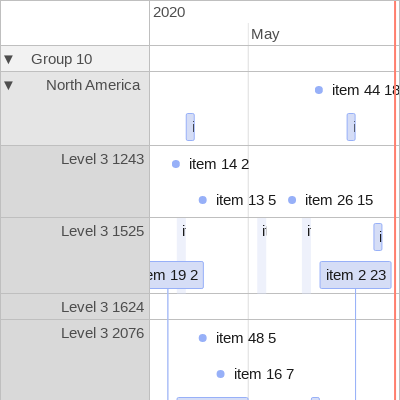 2020
May
▼ Group 10
▼ North America
item 44 18
i
i
Level 3 1243
item 14 2
item 13 5
item 26 15
Level 3 1525
i
i
i
i
em 19 2
item 2 23
Level 3 1624
Level 3 2076
item 48 5
item 16 7